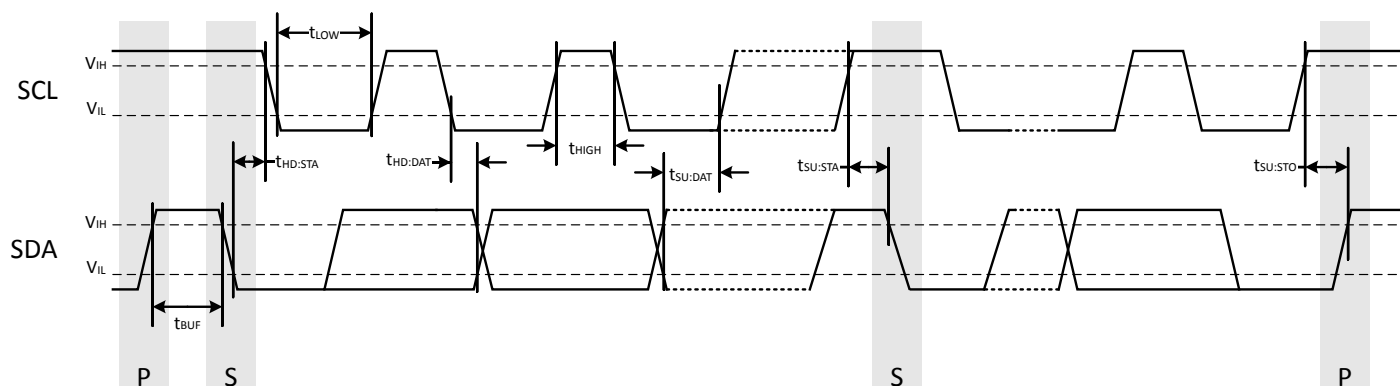 tLOW
VIH
SCL
VIL
tHD:STA
tHD:DAT
tHIGH
tSU:DAT
tSU:STA
tSU:STO
VIH
SDA
VIL
tBUF
P
S
S
P